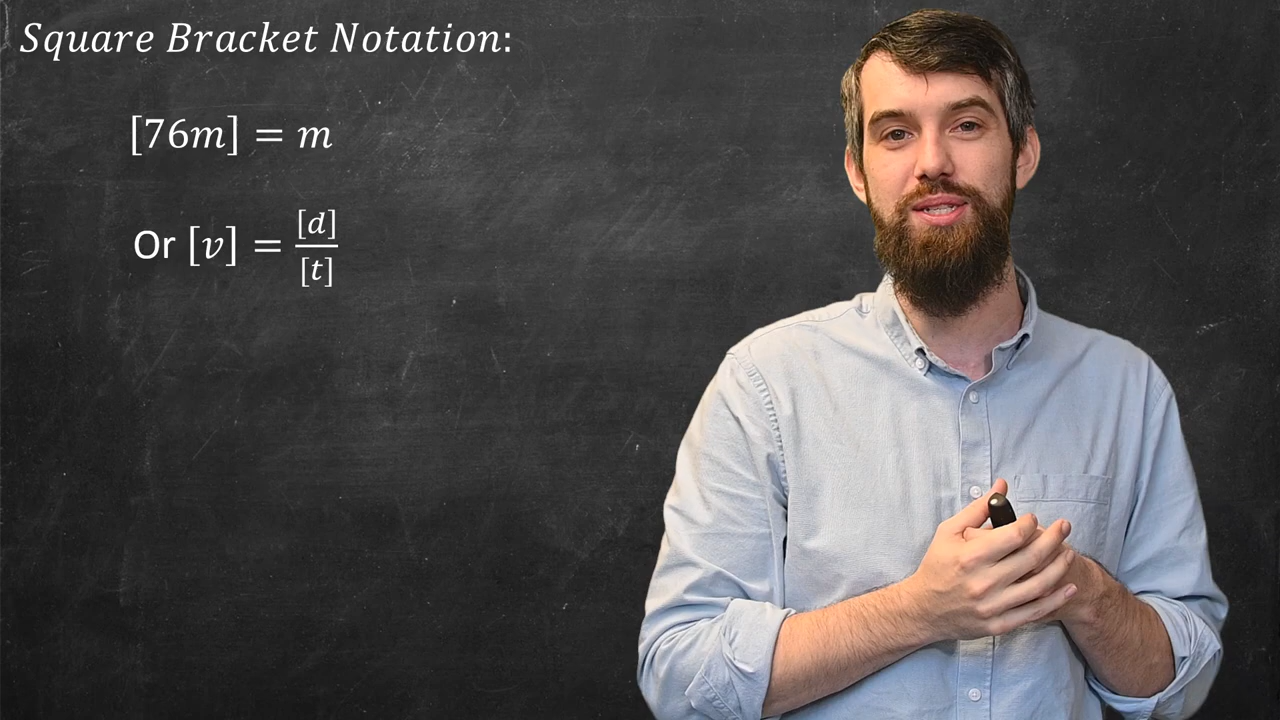 Square Bracket Notation:
[76m] = m
Or [v] = [d]/[t]